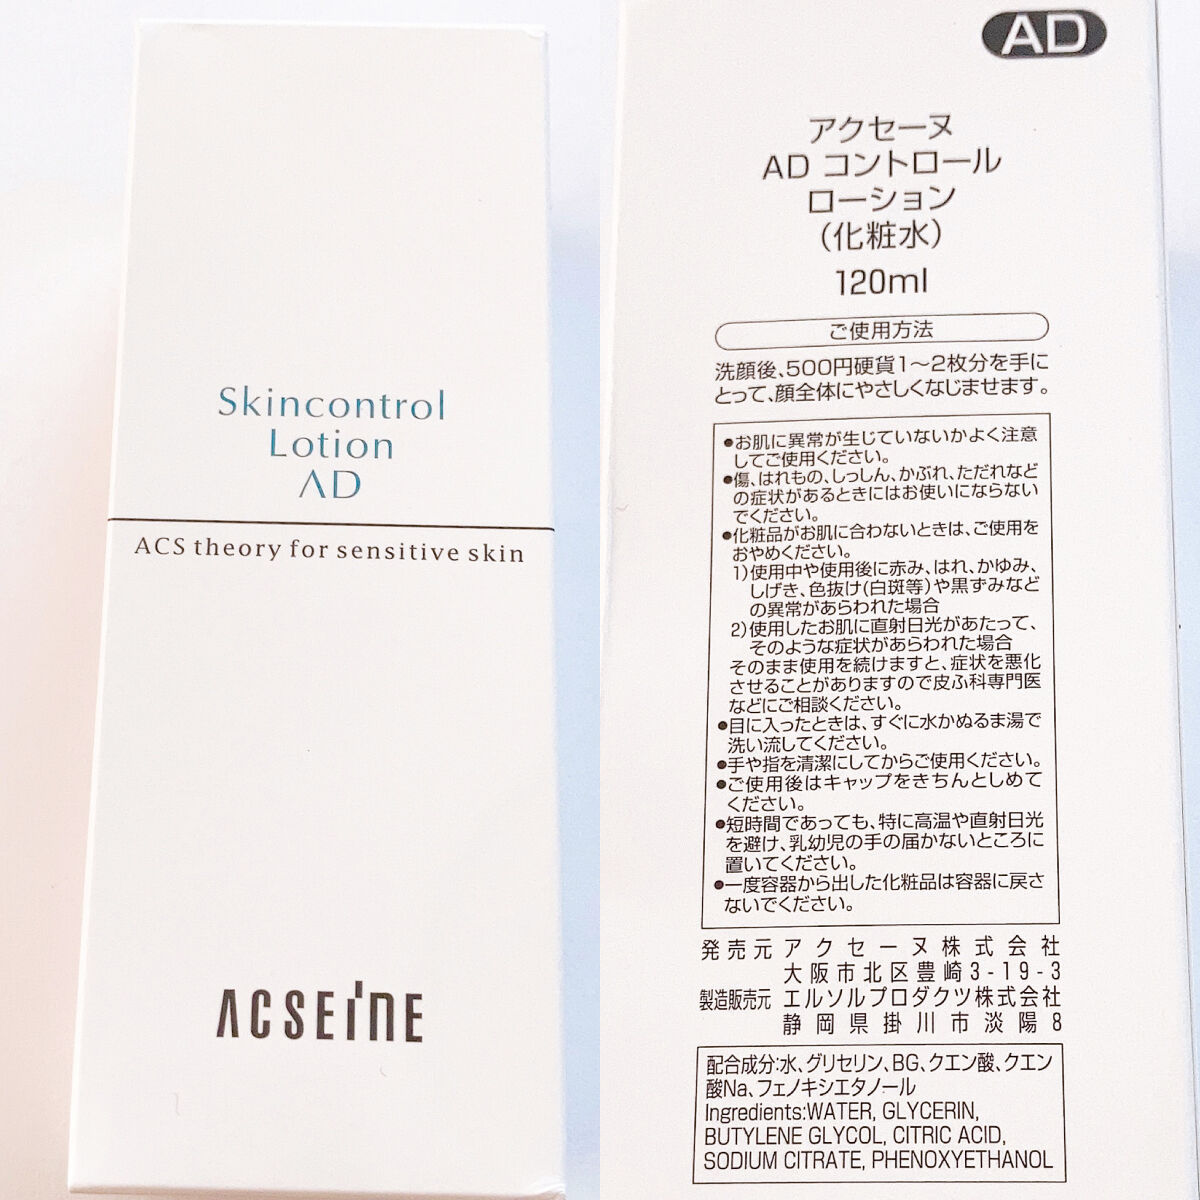 Skincontrol
Lotion
AD
ACS theory for sensitive skin
ACSEINE
AD
アクセーヌ
AD コントロール
ローション
(化粧水)
120ml
ご使用方法
洗顔後、500円硬貨1〜2枚分を手に
とって、顔全体にやさしくなじませます。
●お肌に異常が生じていないかよく注意
してご使用ください。
●傷、はれもの、しっしん、かぶれ、ただれなど
の症状があるときにはお使いにならない
でください。
●化粧品がお肌に合わないときは、ご使用を
おやめください。
1)使用中や使用後に赤み、はれ、かゆみ、
しげき、色抜け(白斑等)や黒ずみなど
の異常があらわれた場合
2)使用したお肌に直射日光があたって、
そのような症状があらわれた場合
そのまま使用を続けますと、症状を悪化
させることがありますので皮ふ科専門医
などにご相談ください。
●目に入ったときは、すぐに水かぬるま湯で
洗い流してください。
●手や指を清潔にしてからご使用ください。
●ご使用後はキャップをきちんとしめて
ください。
●短時間であっても、特に高温や直射日光
を避け、乳幼児の手の届かないところに
置いてください。
●一度容器から出した化粧品は容器に戻さ
ないでください。
発売元 アクセーヌ株式会社
大阪市北区豊崎3-19-3
製造販売元 エルソルプロダクツ株式会社
静岡県掛川市淡陽8
配合成分:水、グリセリン、BG、クエン酸、クエン
酸Na、フェノキシエタノール
Ingredients:WATER, GLYCERIN,
BUTYLENE GLYCOL, CITRIC ACID,
SODIUM CITRATE, PHENOXYETHANOL